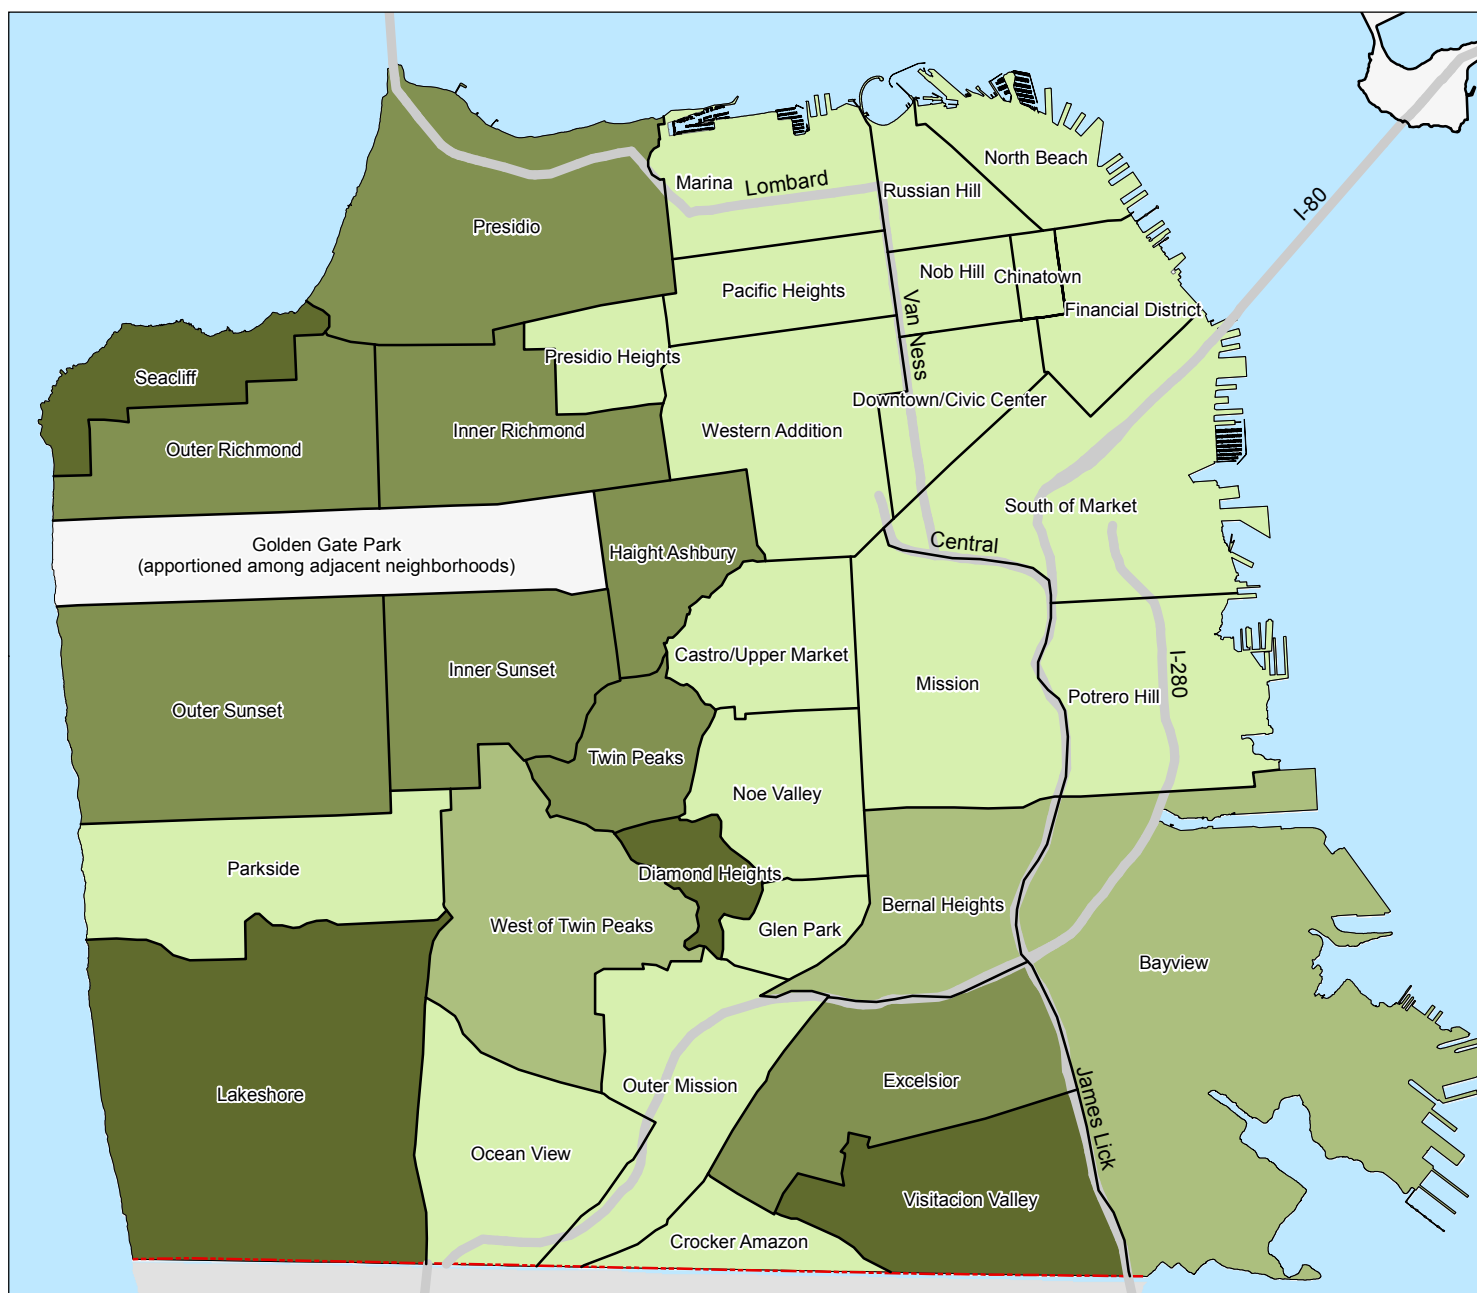 North Beach
Marina
Lombard
Russian Hill
I-80
Presidio
Nob Hill
Chinatown
Pacific Heights
Van Ness
Financial District
Presidio Heights
Seacliff
Downtown/Civic Center
Inner Richmond
Western Addition
Outer Richmond
South of Market
Golden Gate Park
(apportioned among adjacent neighborhoods)
Haight Ashbury
Central
Castro/Upper Market
Inner Sunset
Mission
I-280
Potrero Hill
Outer Sunset
Twin Peaks
Noe Valley
Parkside
Diamond Heights
Bernal Heights
West of Twin Peaks
Glen Park
Bayview
Excelsior
Outer Mission
Lakeshore
James Lick
Ocean View
Visitacion Valley
Crocker Amazon